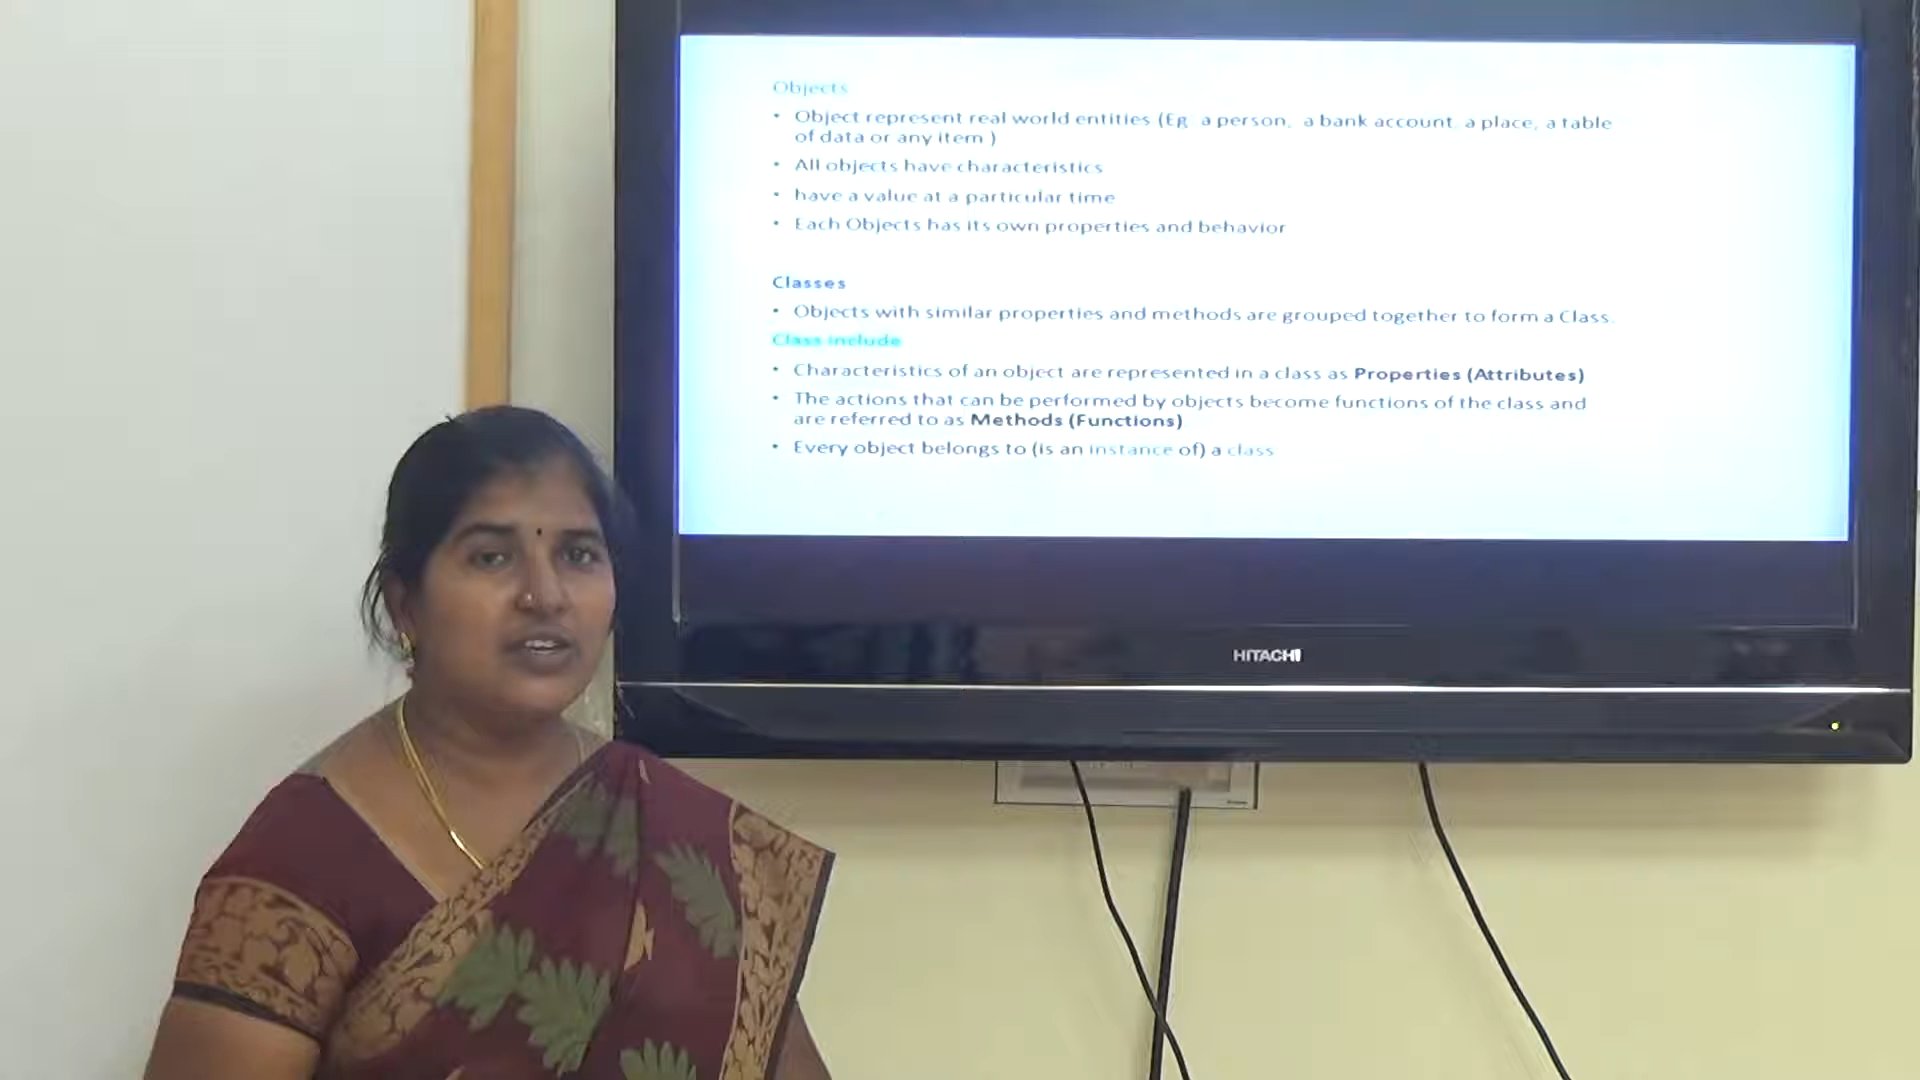 Objects
• Object represent real world entities (Eg a person, a bank account, a place, a table
of data or any item )
• All objects have characteristics
• have a value at a particular time
• Each Objects has its own properties and behavior
Classes
• Objects with similar properties and methods are grouped together to form a Class.
Class include
• Characteristics of an object are represented in a class as Properties (Attributes)
• The actions that can be performed by objects become functions of the class and
are referred to as Methods (Functions)
• Every object belongs to (is an instance of) a class
HITACHI